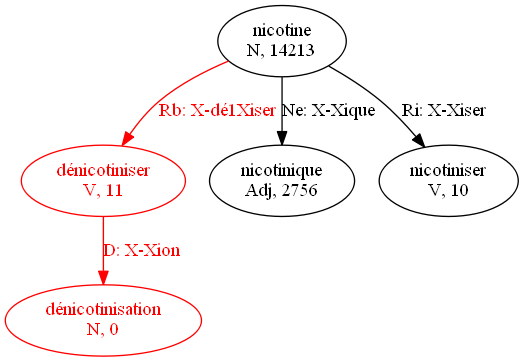 nicotine
N, 14213
Rb: X-dé1Xiser
Ne: X-Xique
Ri: X-Xiser
dénicotiniser
V, 11
nicotinique
Adj, 2756
nicotiniser
V, 10
D: X-Xion
dénicotinisation
N, 0